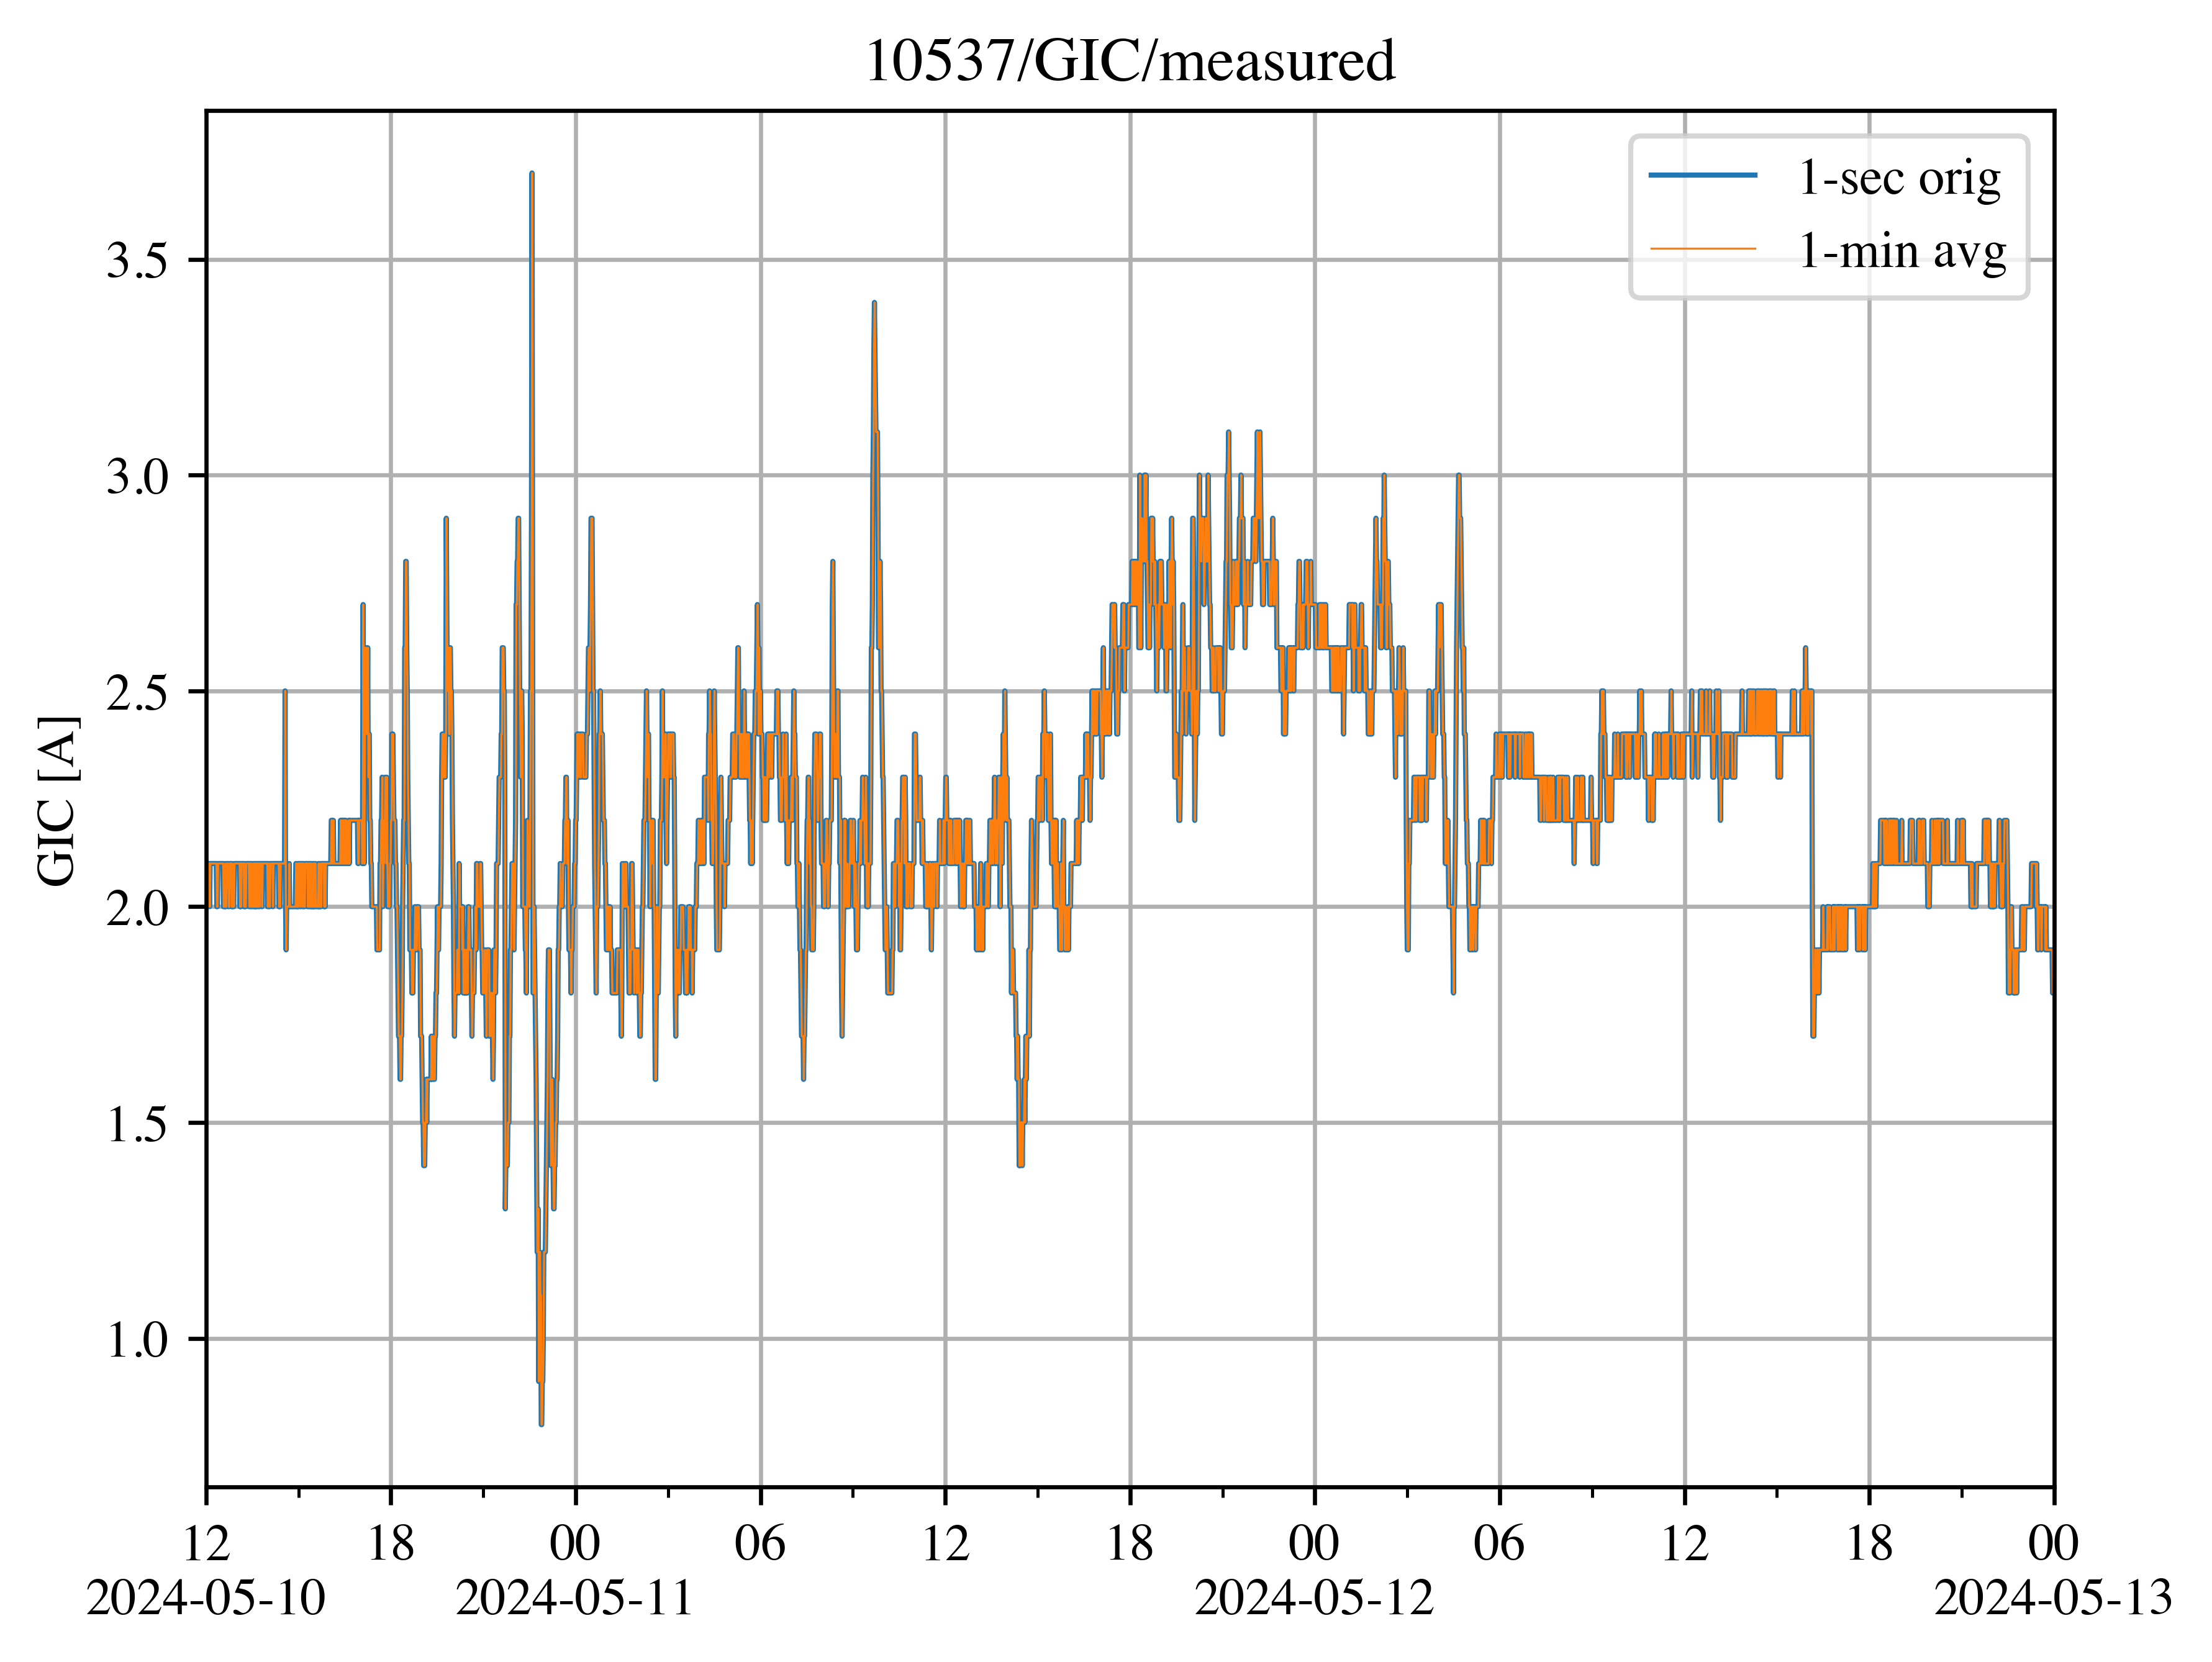 10537/GIC/measured
1-sec orig
1-min avg
GIC [A]
3.5
3.0
2.5
2.0
1.5
1.0
12 18 00 06 12 18 00 06 12 18 00
2024-05-10 2024-05-11 2024-05-12 2024-05-13